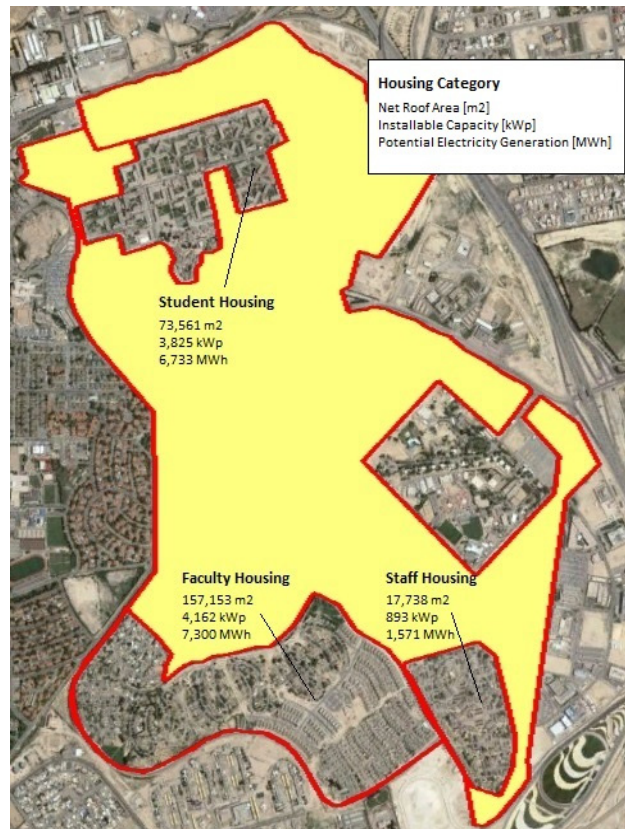 Housing Category
Net Roof Area [m2]
Installable Capacity [kWp]
Potential Electricity Generation [MWh]
Student Housing
73,561 m2
3,825 kWp
6,733 MWh
Faculty Housing
157,153 m2
4,162 kWp
7,300 MWh
Staff Housing
17,738 m2
893 kWp
1,571 MWh